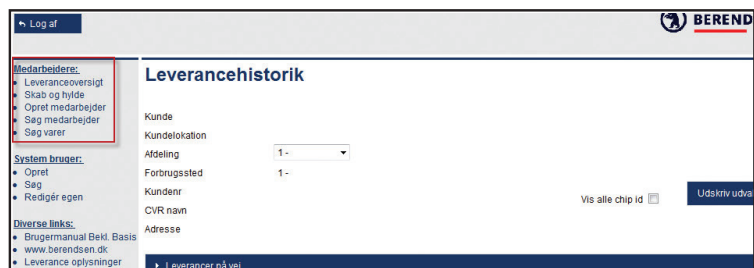 Log af
BEREND
Medarbejdere:
Leveranceoversigt
Skab og hylde
Opret medarbejder
Søg medarbejder
Søg varer
System bruger:
Opret
Søg
Redigér egen
Diverse links:
Brugermanual Bekl. Basis
www.berendsen.dk
Leverance oplysninger
Leverancehistorik
Kunde
Kundelokation
Afdeling 1 -
Forbrugssted 1 -
Kundenr
Vis alle chip id
Udskriv udva
CVR navn
Adresse
Leverancer på vej